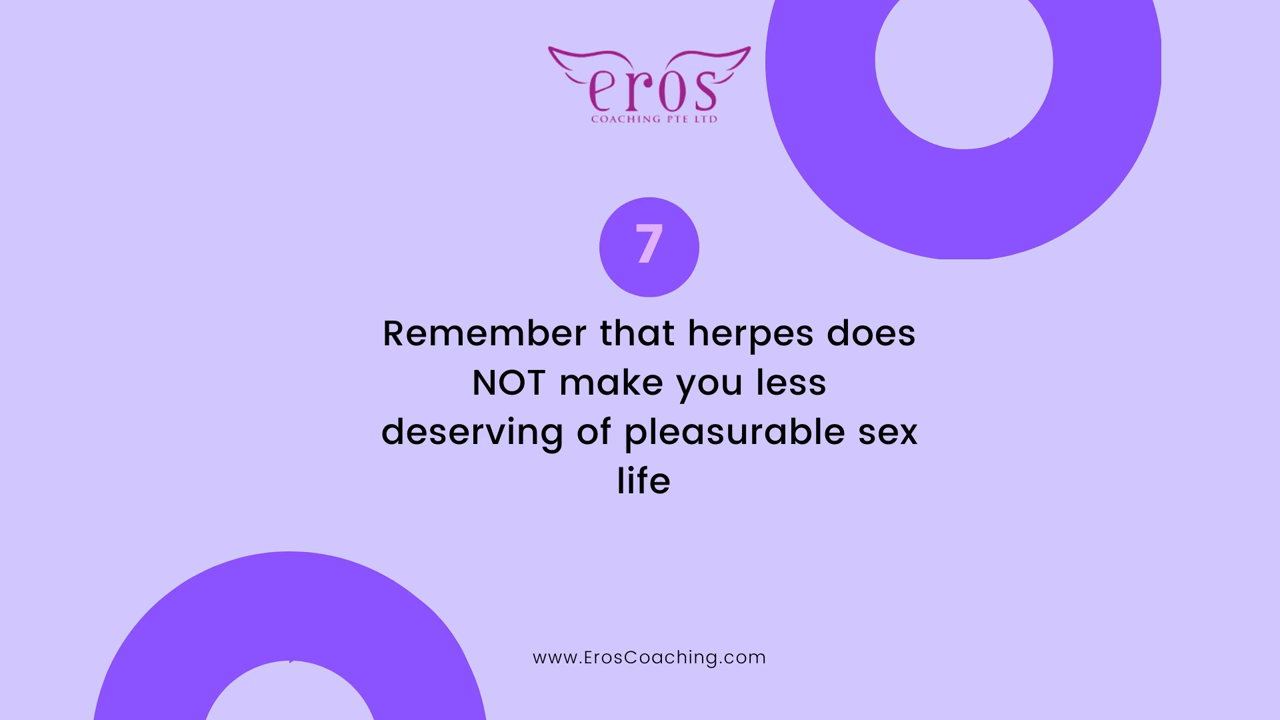 eros
COACHING PTE LTD
7
Remember that herpes does
NOT make you less
deserving of pleasurable sex
life
www.ErosCoaching.com